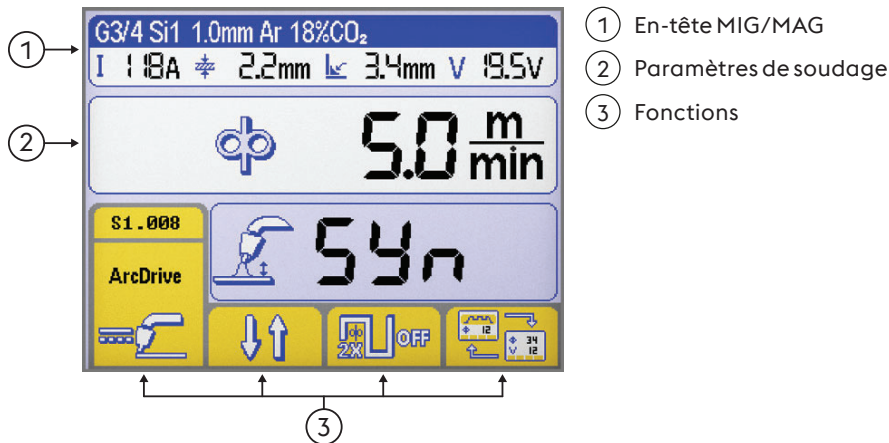 G3/4 Si1 1.0mm Ar 18%CO₂
I 118A 2.2mm 3.4mm V 19.5V
5.0 m/min
S1.008
ArcDrive
SYn
2X OFF
12
34
V 12
1
2
3
1 En-tête MIG/MAG
2 Paramètres de soudage
3 Fonctions